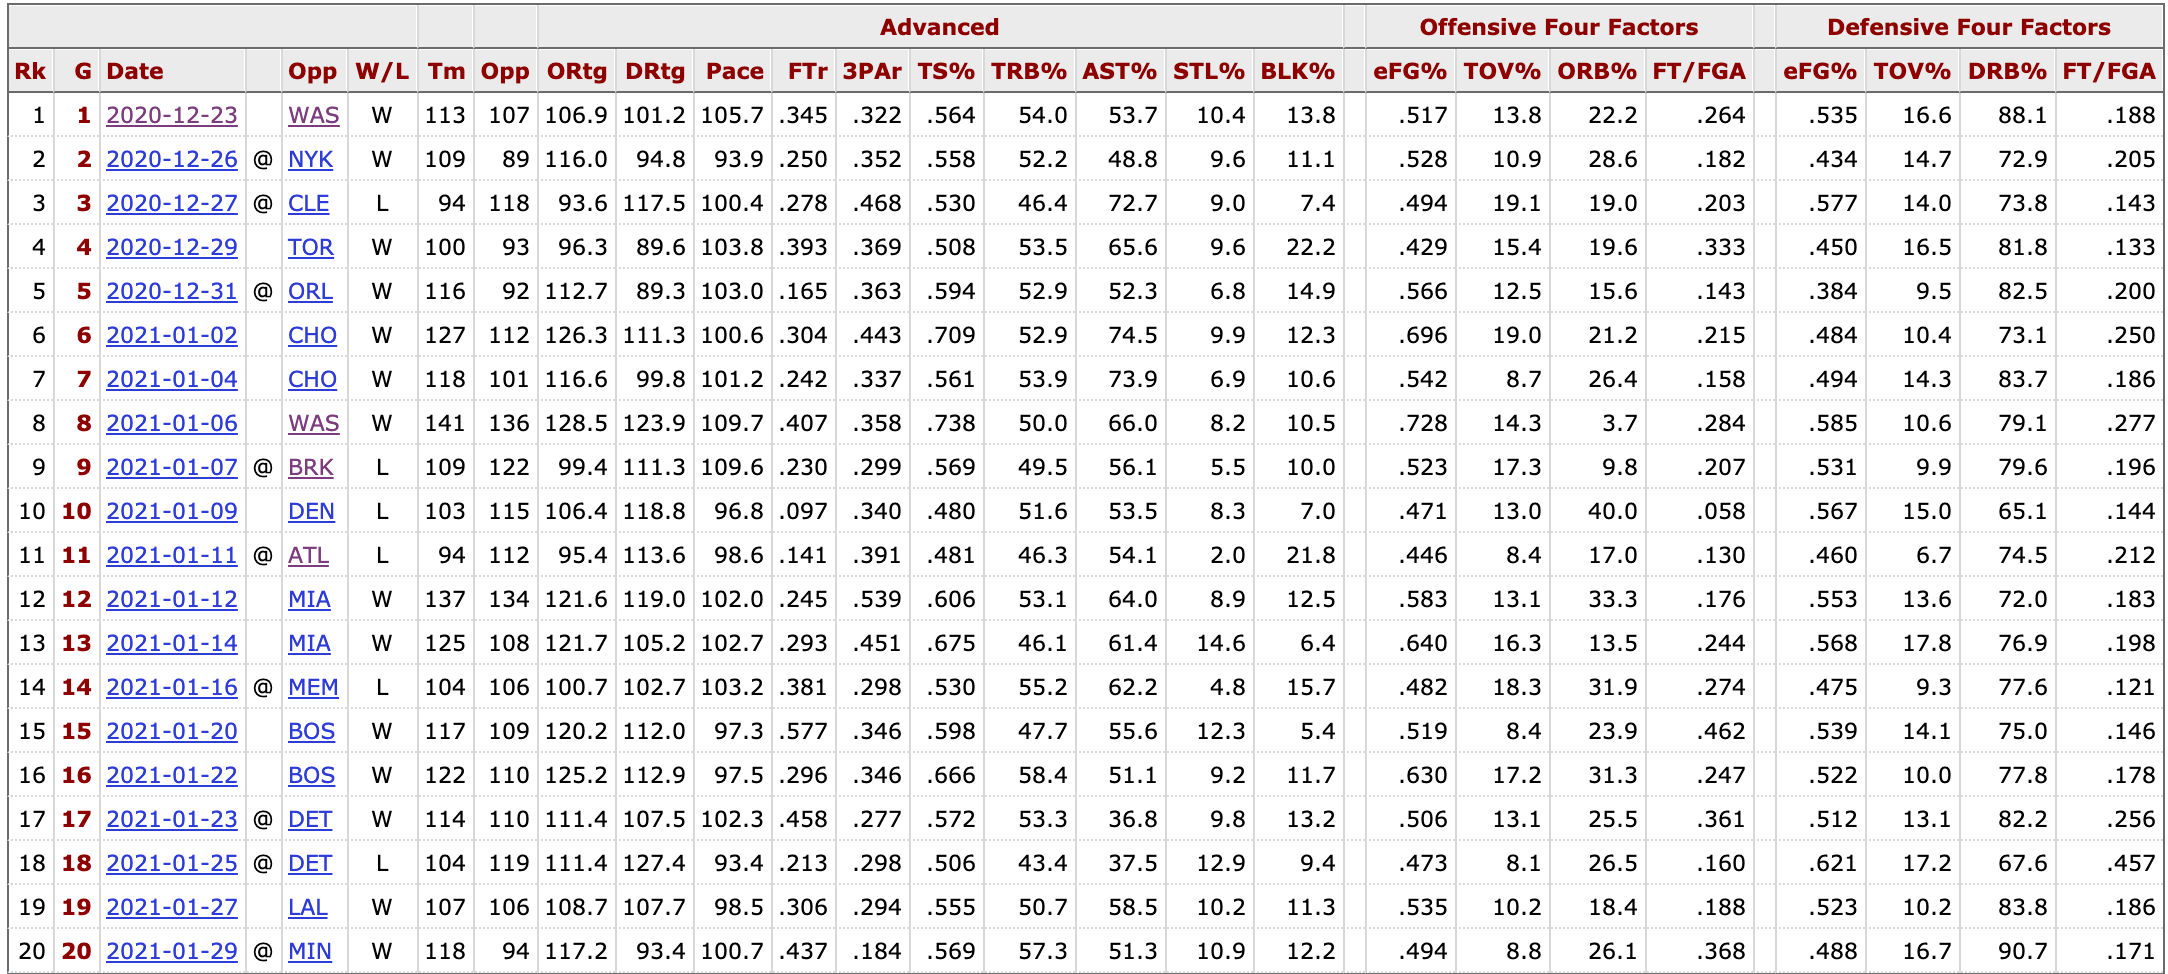 Advanced Offensive Four Factors Defensive Four Factors
Rk G Date Opp W/L Tm Opp ORtg DRtg Pace FTr 3PAr TS% TRB% AST% STL% BLK% eFG% TOV% ORB% FT/FGA eFG% TOV% DRB% FT/FGA
1 1 2020-12-23 WAS W 113 107 106.9 101.2 105.7 .345 .322 .564 54.0 53.7 10.4 13.8 .517 13.8 22.2 .264 .535 16.6 88.1 .188
2 2 2020-12-26 @ NYK W 109 89 116.0 94.8 93.9 .250 .352 .558 52.2 48.8 9.6 11.1 .528 10.9 28.6 .182 .434 14.7 72.9 .205
3 3 2020-12-27 @ CLE L 94 118 93.6 117.5 100.4 .278 .468 .530 46.4 72.7 9.0 7.4 .494 19.1 19.0 .203 .577 14.0 73.8 .143
4 4 2020-12-29 TOR W 100 93 96.3 89.6 103.8 .393 .369 .508 53.5 65.6 9.6 22.2 .429 15.4 19.6 .333 .450 16.5 81.8 .133
5 5 2020-12-31 @ ORL W 116 92 112.7 89.3 103.0 .165 .363 .594 52.9 52.3 6.8 14.9 .566 12.5 15.6 .143 .384 9.5 82.5 .200
6 6 2021-01-02 CHO W 127 112 126.3 111.3 100.6 .304 .443 .709 52.9 74.5 9.9 12.3 .696 19.0 21.2 .215 .484 10.4 73.1 .250
7 7 2021-01-04 CHO W 118 101 116.6 99.8 101.2 .242 .337 .561 53.9 73.9 6.9 10.6 .542 8.7 26.4 .158 .494 14.3 83.7 .186
8 8 2021-01-06 WAS W 141 136 128.5 123.9 109.7 .407 .358 .738 50.0 66.0 8.2 10.5 .728 14.3 3.7 .284 .585 10.6 79.1 .277
9 9 2021-01-07 @ BRK L 109 122 99.4 111.3 109.6 .230 .299 .569 49.5 56.1 5.5 10.0 .523 17.3 9.8 .207 .531 9.9 79.6 .196
10 10 2021-01-09 DEN L 103 115 106.4 118.8 96.8 .097 .340 .480 51.6 53.5 8.3 7.0 .471 13.0 40.0 .058 .567 15.0 65.1 .144
11 11 2021-01-11 @ ATL L 94 112 95.4 113.6 98.6 .141 .391 .481 46.3 54.1 2.0 21.8 .446 8.4 17.0 .130 .460 6.7 74.5 .212
12 12 2021-01-12 MIA W 137 134 121.6 119.0 102.0 .245 .539 .606 53.1 64.0 8.9 12.5 .583 13.1 33.3 .176 .553 13.6 72.0 .183
13 13 2021-01-14 MIA W 125 108 121.7 105.2 102.7 .293 .451 .675 46.1 61.4 14.6 6.4 .640 16.3 13.5 .244 .568 17.8 76.9 .198
14 14 2021-01-16 @ MEM L 104 106 100.7 102.7 103.2 .381 .298 .530 55.2 62.2 4.8 15.7 .482 18.3 31.9 .274 .475 9.3 77.6 .121
15 15 2021-01-20 BOS W 117 109 120.2 112.0 97.3 .577 .346 .598 47.7 55.6 12.3 5.4 .519 8.4 23.9 .462 .539 14.1 75.0 .146
16 16 2021-01-22 BOS W 122 110 125.2 112.9 97.5 .296 .346 .666 58.4 51.1 9.2 11.7 .630 17.2 31.3 .247 .522 10.0 77.8 .178
17 17 2021-01-23 @ DET W 114 110 111.4 107.5 102.3 .458 .277 .572 53.3 36.8 9.8 13.2 .506 13.1 25.5 .361 .512 13.1 82.2 .256
18 18 2021-01-25 @ DET L 104 119 111.4 127.4 93.4 .213 .298 .506 43.4 37.5 12.9 9.4 .473 8.1 26.5 .160 .621 17.2 67.6 .457
19 19 2021-01-27 LAL W 107 106 108.7 107.7 98.5 .306 .294 .555 50.7 58.5 10.2 11.3 .535 10.2 18.4 .188 .523 10.2 83.8 .186
20 20 2021-01-29 @ MIN W 118 94 117.2 93.4 100.7 .437 .184 .569 57.3 51.3 10.9 12.2 .494 8.8 26.1 .368 .488 16.7 90.7 .171